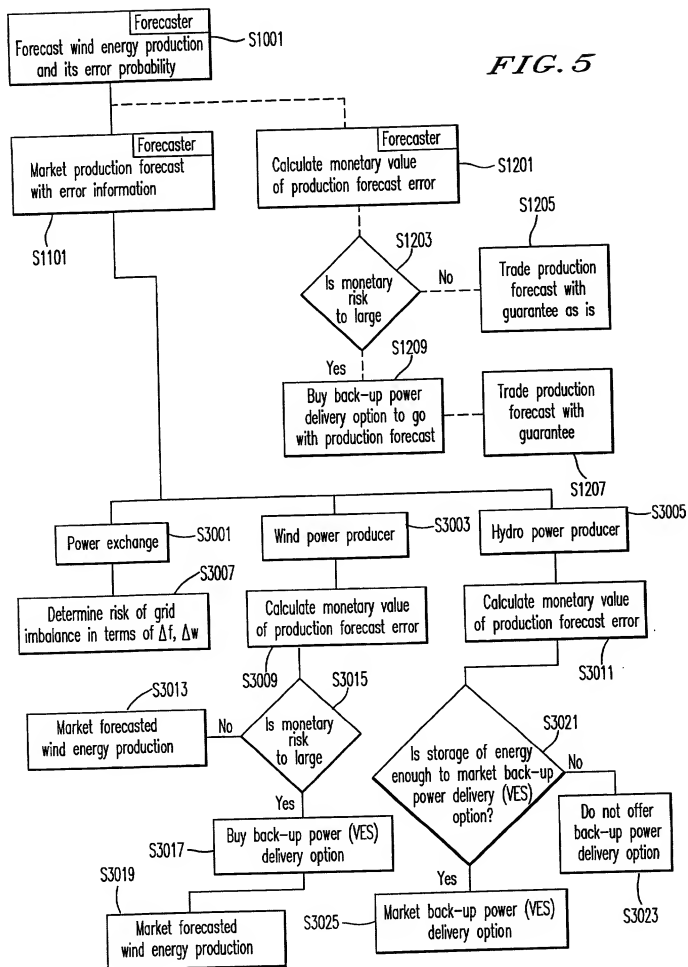 FIG. 5
Forecaster
Forecast wind energy production
and its error probability
S1001
Forecaster
Market production forecast
with error information
S1101
Forecaster
Calculate monetary value
of production forecast error
S1201
S1203
Is monetary
risk
to large
No
S1205
Trade production
forecast with
guarantee as is
Yes
S1209
Buy back-up power
delivery option to go
with production forecast
Trade production
forecast with
guarantee
S1207
Power exchange
S3001
Wind power producer
S3003
Hydro power producer
S3005
S3007
Determine risk of grid
imbalance in terms of Δf, Δw
Calculate monetary value
of production forecast error
S3009
Calculate monetary value
of production forecast error
S3011
S3013
Market forecasted
wind energy production
No
S3015
Is monetary
risk
to large
Yes
S3017
Buy back-up power (VES)
delivery option
S3019
Market forecasted
wind energy production
S3021
Is storage of energy
enough to market back-up
power delivery (VES)
option?
No
Do not offer
back-up power
delivery option
S3023
Yes
S3025
Market back-up power (VES)
delivery option